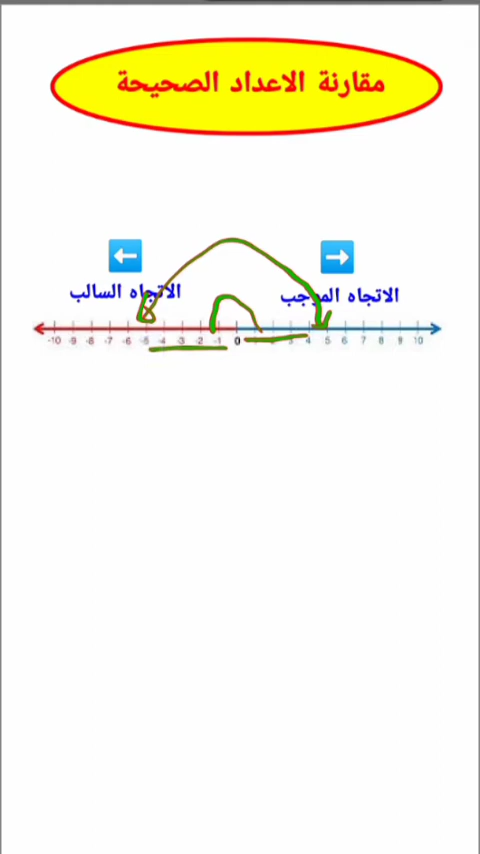 مقارنة الاعداد الصحيحة
الاتجاه السالب الاتجاه الموجب
-10 -9 -8 -7 -6 -5 -4 -3 -2 -1 0 2 3 4 5 6 7 8 9 10